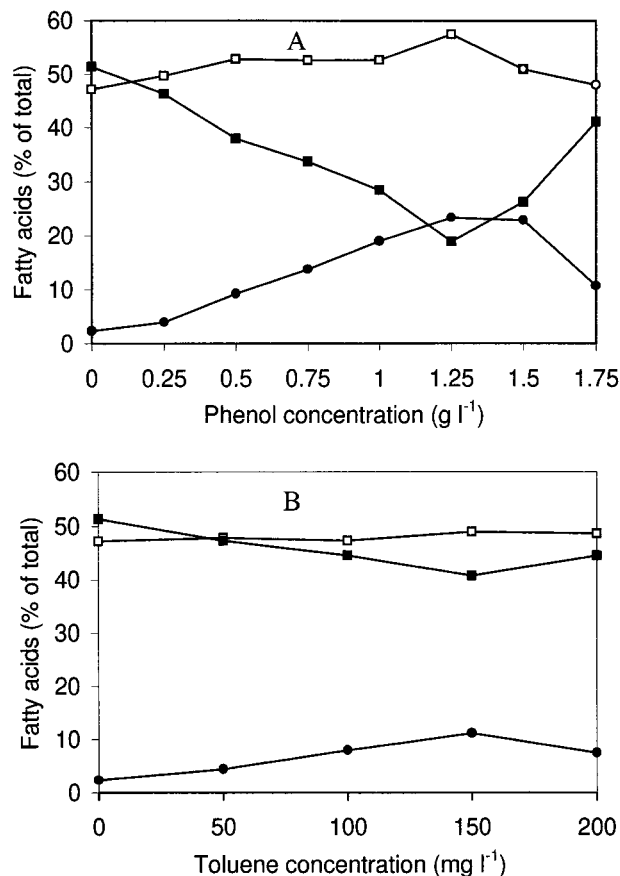 60
50
40
30
20
10
0
Fatty acids (% of total)
A
0 0.25 0.5 0.75 1 1.25 1.5 1.75
Phenol concentration (g l⁻¹)
60
50
40
30
20
10
0
Fatty acids (% of total)
B
0 50 100 150 200
Toluene concentration (mg l⁻¹)